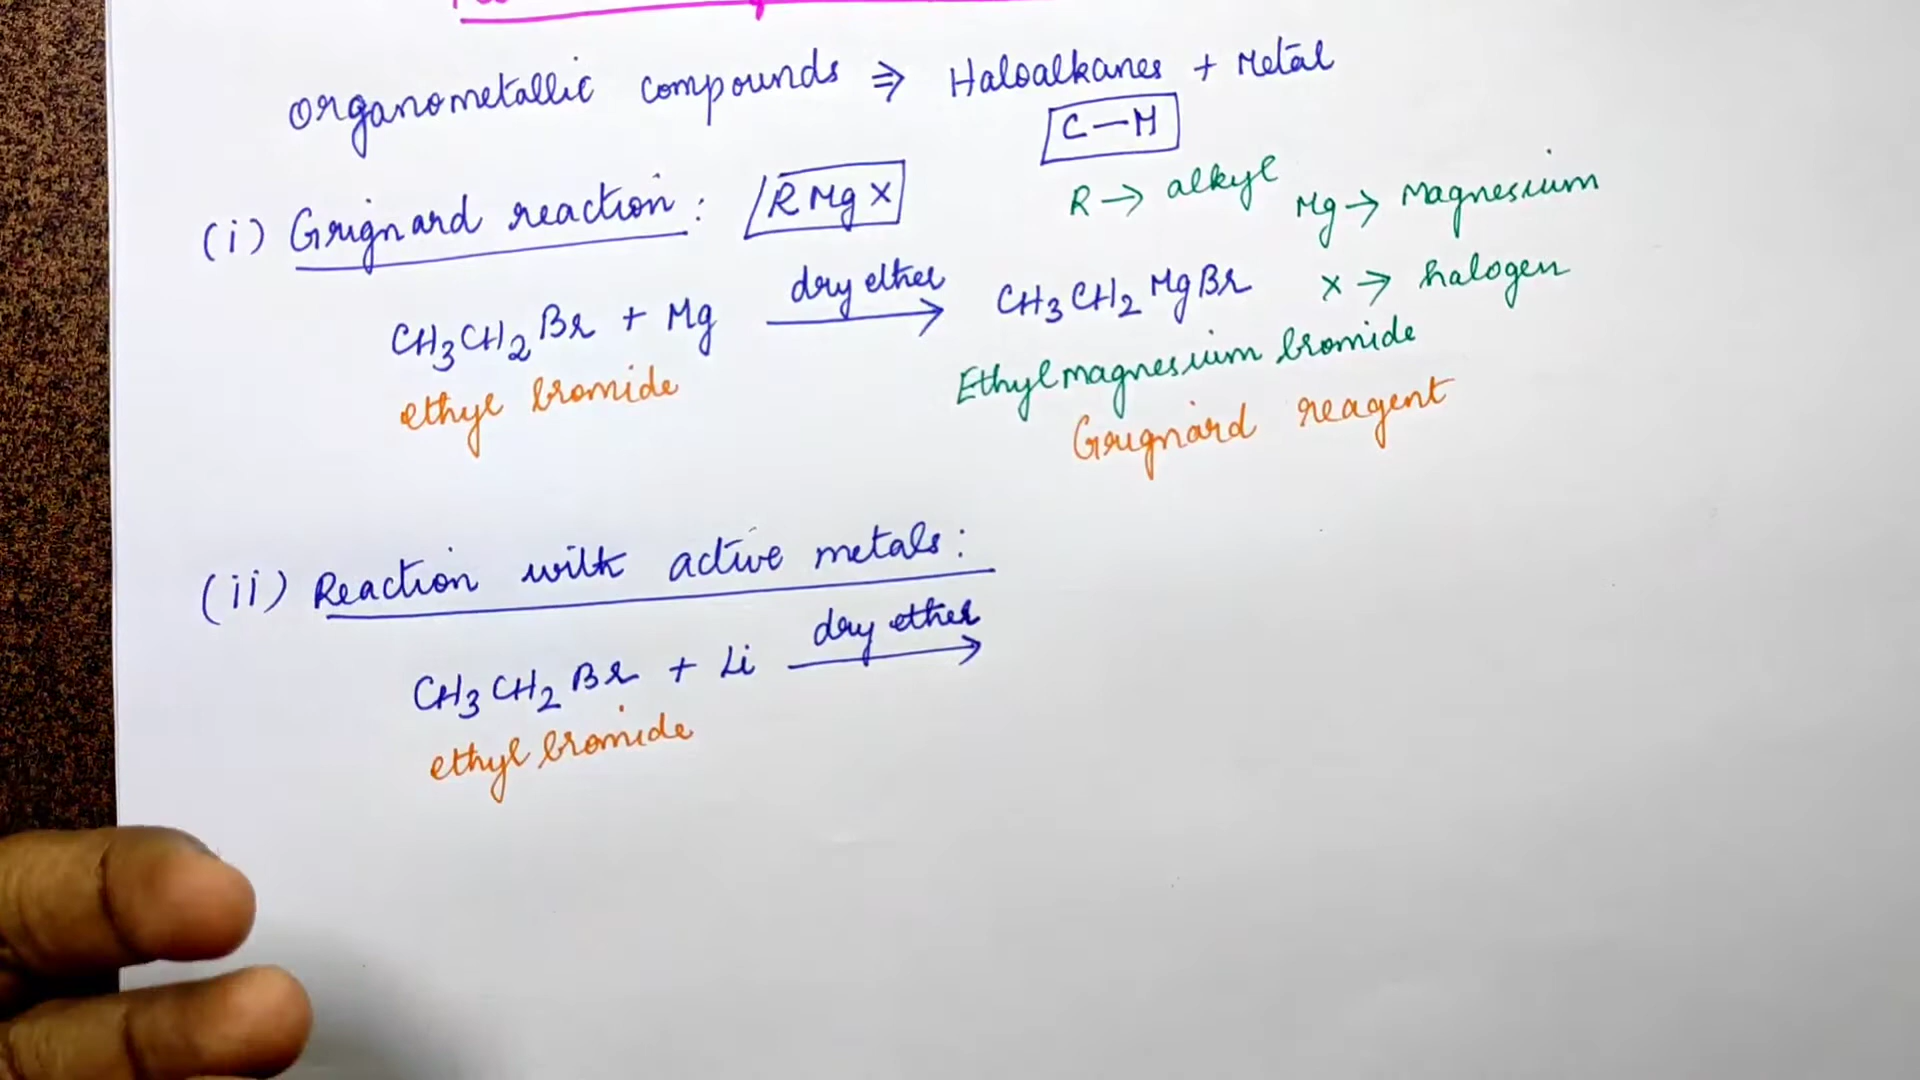 Organometallic compounds ⇒ Haloalkanes + Metal
C—M
(i) Grignard reaction: RMgX
R → alkyl Mg → Magnesium
X → halogen
CH3CH2Br + Mg dry ether → CH3CH2MgBr
ethyl bromide
Ethylmagnesium bromide
Grignard reagent
(ii) Reaction with active metals:
CH3CH2Br + Li dry ether →
ethyl bromide